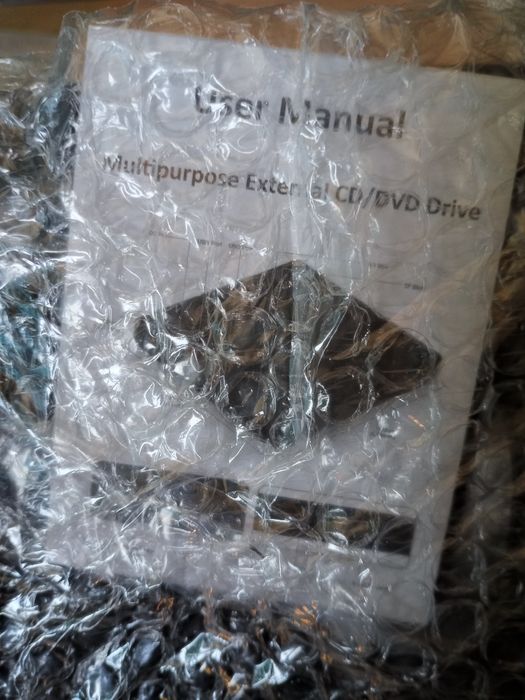 User Manual
Multipurpose External CD/DVD Drive